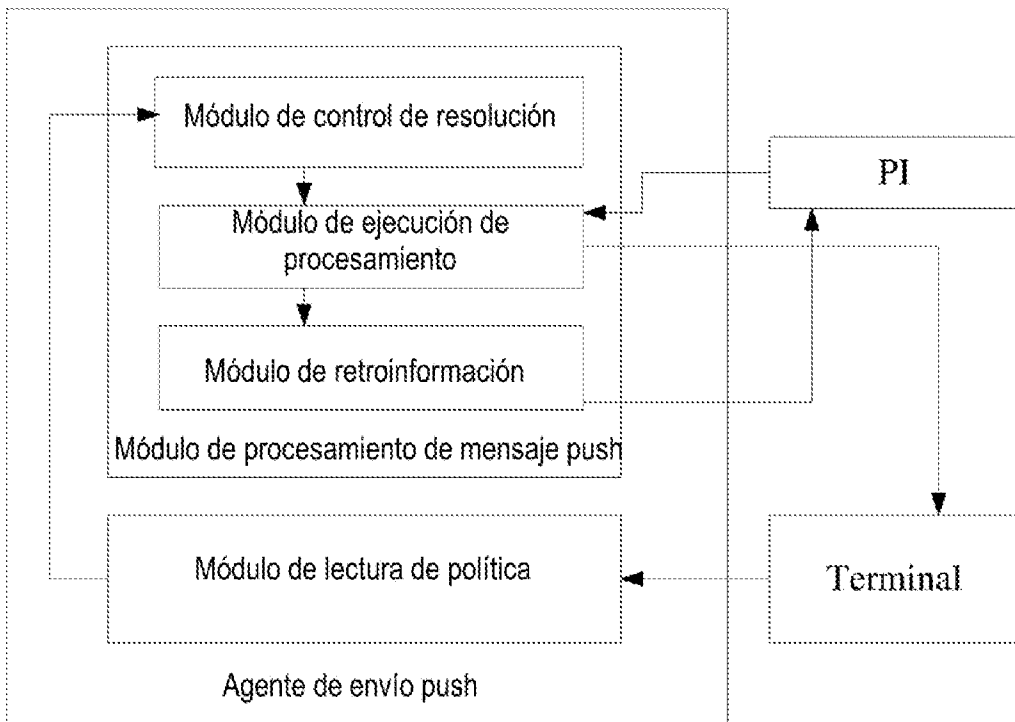 Módulo de control de resolución
PI
Módulo de ejecución de
procesamiento
Módulo de retroinformación
Módulo de procesamiento de mensaje push
Módulo de lectura de política
Terminal
Agente de envío push